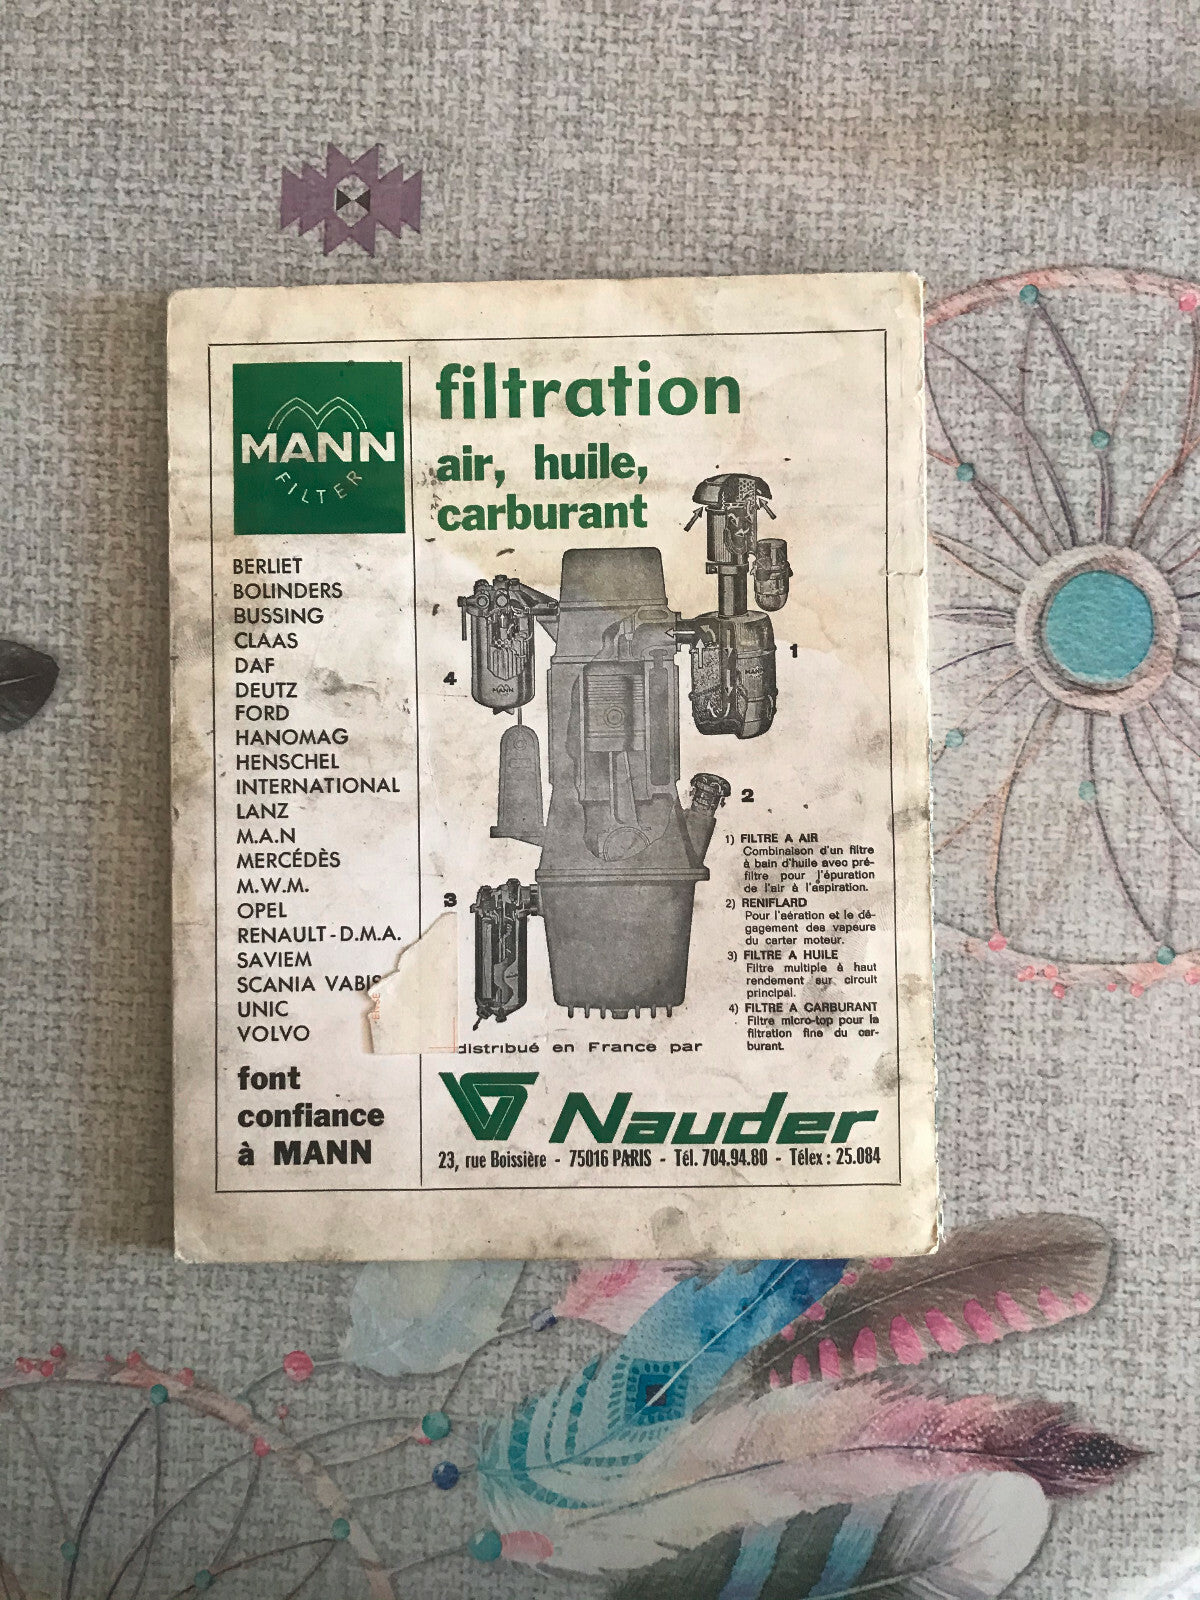 MANN
FILTER
filtration
air, huile,
carburant
BERLIET
BOLINDERS
BUSSING
CLAAS
DAF
DEUTZ
FORD
HANOMAG
HENSCHEL
INTERNATIONAL
LANZ
M.A.N
MERCÉDÈS
M.W.M.
OPEL
RENAULT-D.M.A.
SAVIEM
SCANIA VABIS
UNIC
VOLVO
font
confiance
à MANN
4
MANN
MANN
1
2
3
1) FILTRE A AIR
Combinaison d'un filtre
à bain d'huile avec pré-
filtre pour l'épuration
de l'air à l'aspiration.
2) RENIFLARD
Pour l'aération et le dé-
gagement des vapeurs
du carter moteur.
3) FILTRE A HUILE
Filtre multiple à haut
rendement sur circuit
principal.
4) FILTRE A CARBURANT
Filtre micro-top pour la
filtration fine du car-
burant.
distribué en France par
Nauder
23, rue Boissière - 75016 PARIS - Tél. 704.94.80 - Télex : 25.084